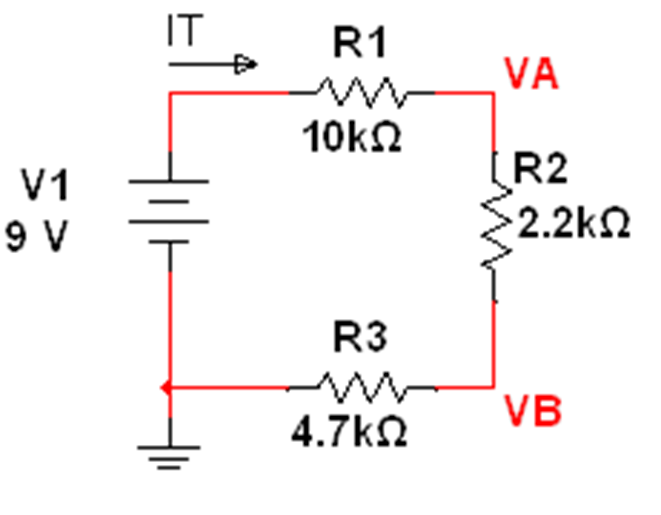 IT
R1
10kΩ
VA
V1
9 V
R2
2.2kΩ
R3
4.7kΩ
VB